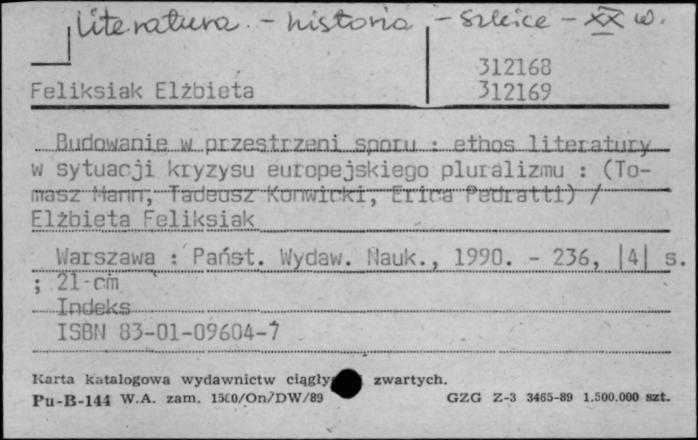 Literatura - historia - szkice - XX w.
312168
Feliksiak Elżbieta 312169
Budowanie w przestrzeni sporu : ethos literatury
w sytuacji kryzysu europejskiego pluralizmu : (To-
masz Mann, Tadeusz Konwicki, Erica Pedretti) /
Elżbieta Feliksiak
Warszawa : Państ. Wydaw. Nauk., 1990. - 236, |4| s.
; 21 cm
Indeks
ISBN 83-01-09604-7
Karta katalogowa wydawnictw ciągły zwartych.
Pu-B-144 W.A. zam. 1500/On/DW/89 GZG Z-3 3465-89 1.500.000 szt.